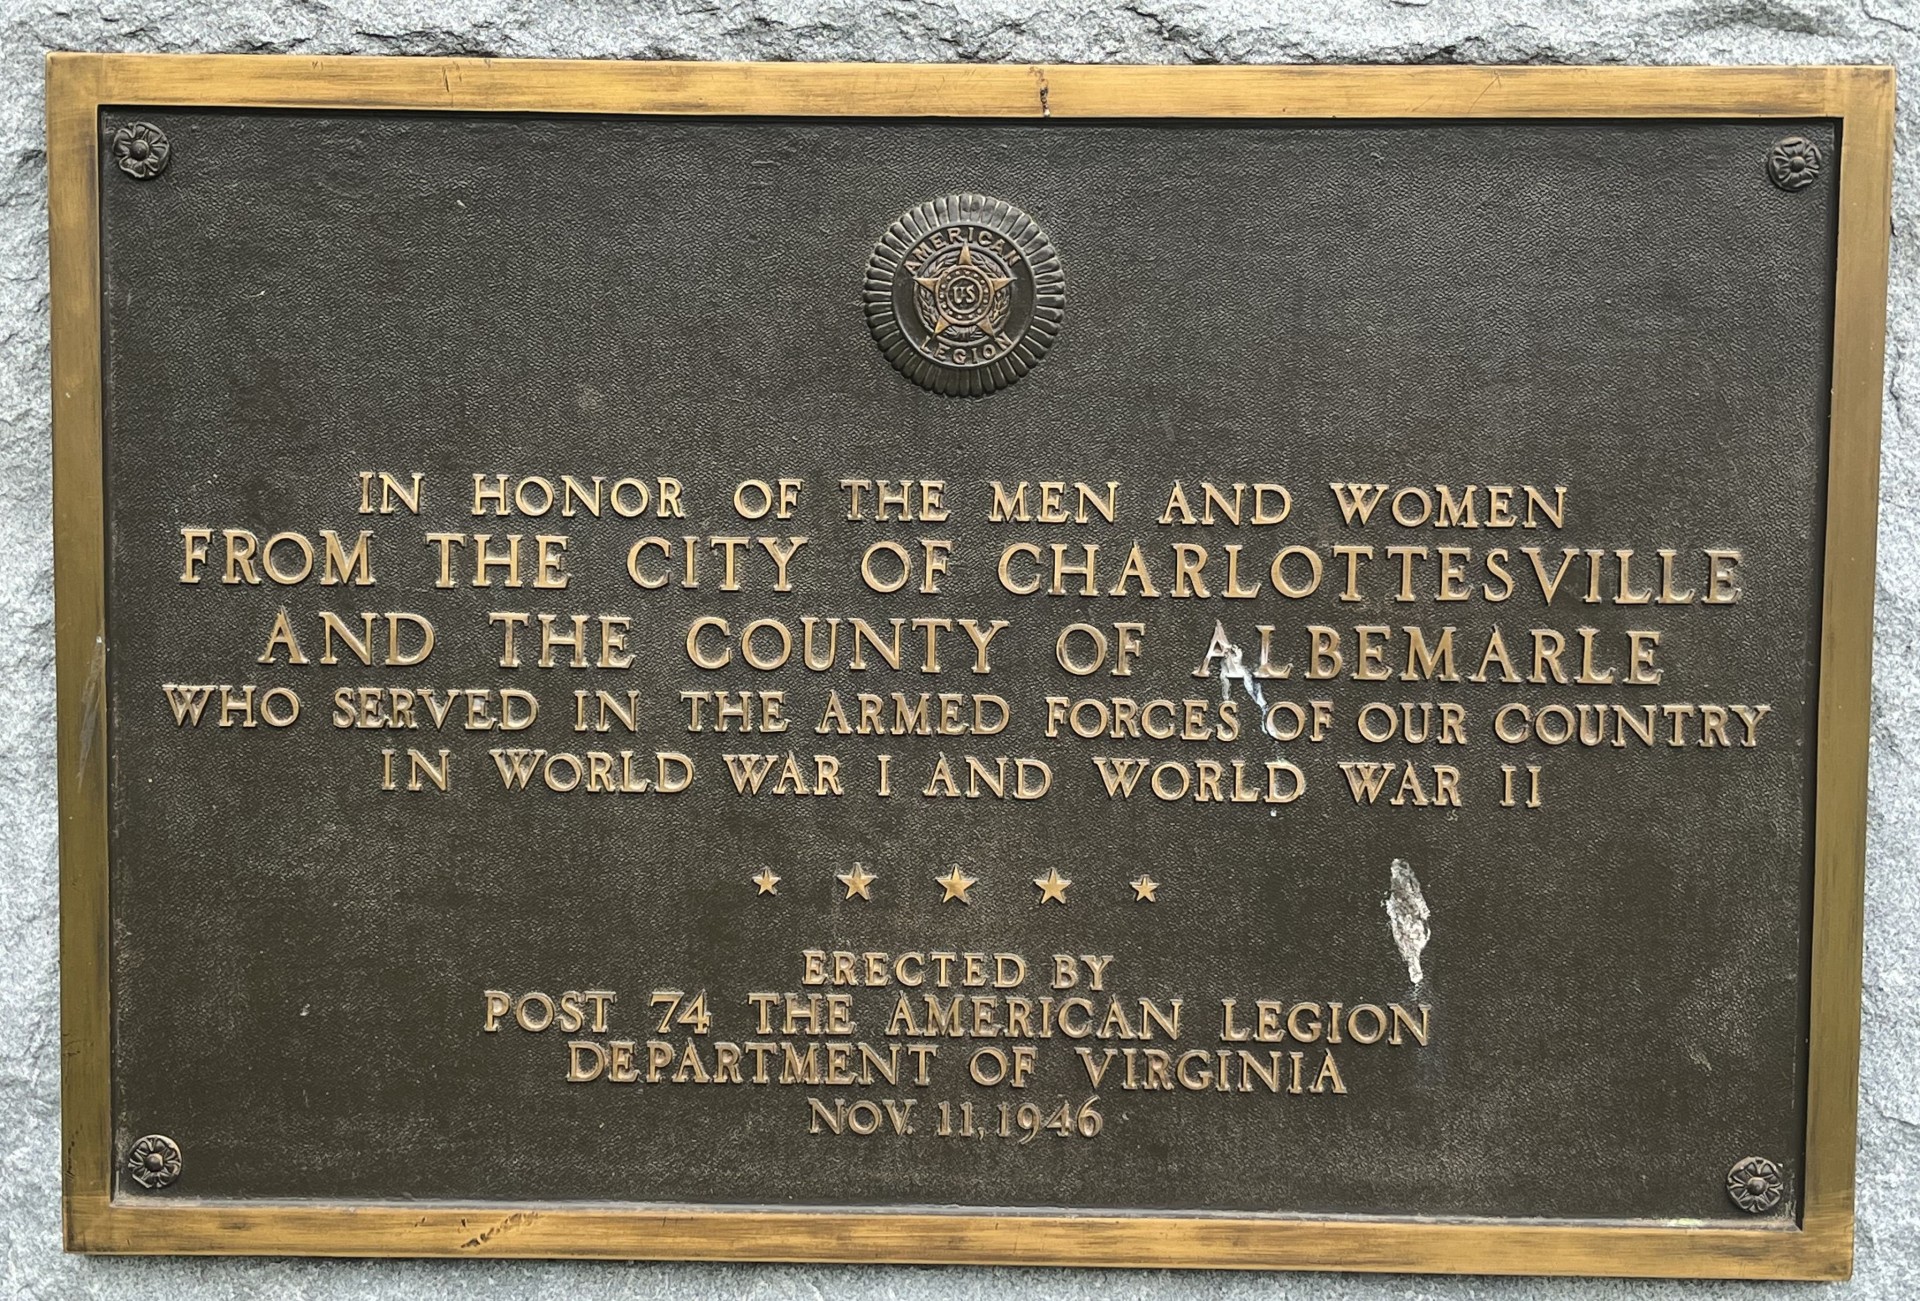 AMERICAN
US
LEGION
IN HONOR OF THE MEN AND WOMEN
FROM THE CITY OF CHARLOTTESVILLE
AND THE COUNTY OF ALBEMARLE
WHO SERVED IN THE ARMED FORCES OF OUR COUNTRY
IN WORLD WAR I AND WORLD WAR II
ERECTED BY
POST 74 THE AMERICAN LEGION
DEPARTMENT OF VIRGINIA
NOV. 11, 1946